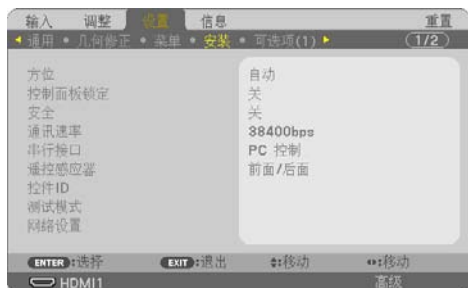 输入 调整 设置 信息 重置
通用 • 几何修正 • 菜单 • 安装 • 可选项(1) (1/2)
方位 自动
控制面板锁定 关
安全 关
通讯速率 38400bps
串行接口 PC 控制
遥控感应器 前面/后面
控件ID
测试模式
网络设置
ENTER:选择 EXIT:退出 :移动 :移动
HDMI1 高级